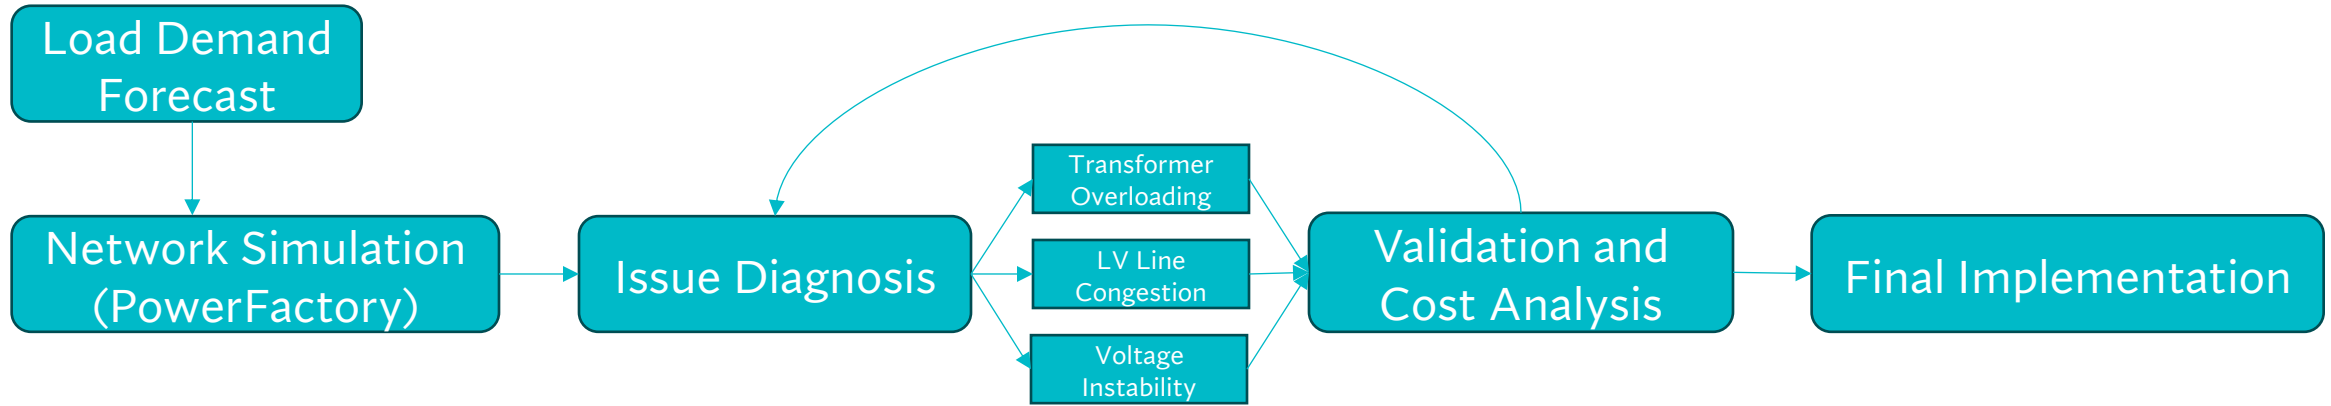 Load Demand
Forecast
Network Simulation
(PowerFactory)
Issue Diagnosis
Transformer
Overloading
LV Line
Congestion
Voltage
Instability
Validation and
Cost Analysis
Final Implementation